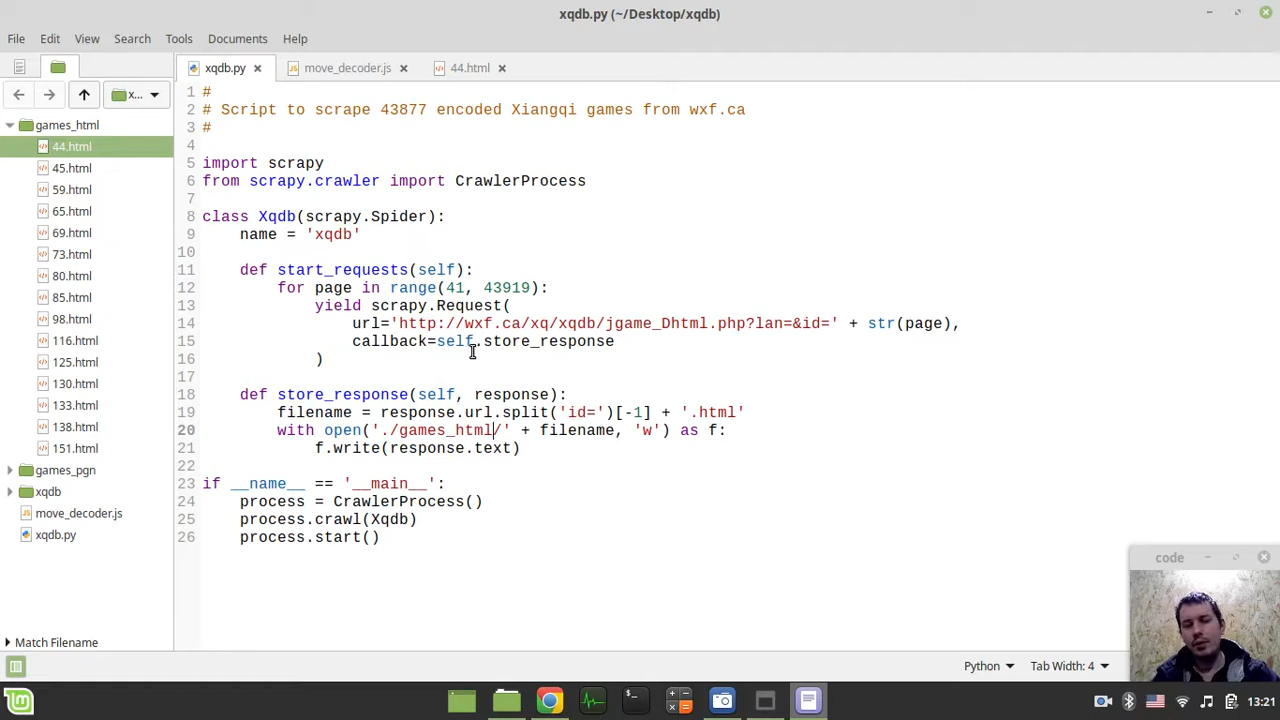 xqdb.py (~/Desktop/xqdb)
File Edit View Search Tools Documents Help
xqdb.py move_decoder.js 44.html
x...
games_html
44.html
45.html
59.html
65.html
69.html
73.html
80.html
85.html
98.html
116.html
125.html
130.html
133.html
138.html
151.html
games_pgn
xqdb
move_decoder.js
xqdb.py
Match Filename
1 #
2 # Script to scrape 43877 encoded Xiangqi games from wxf.ca
3 #
4
5 import scrapy
6 from scrapy.crawler import CrawlerProcess
7
8 class Xqdb(scrapy.Spider):
9     name = 'xqdb'
10
11     def start_requests(self):
12         for page in range(41, 43919):
13             yield scrapy.Request(
14                 url='http://wxf.ca/xq/xqdb/jgame_Dhtml.php?lan=&id=' + str(page),
15                 callback=self.store_response
16             )
17
18     def store_response(self, response):
19         filename = response.url.split('id=')[-1] + '.html'
20         with open('./games_html/' + filename, 'w') as f:
21             f.write(response.text)
22
23 if __name__ == '__main__':
24     process = CrawlerProcess()
25     process.crawl(Xqdb)
26     process.start()
code
Python Tab Width: 4
13:21